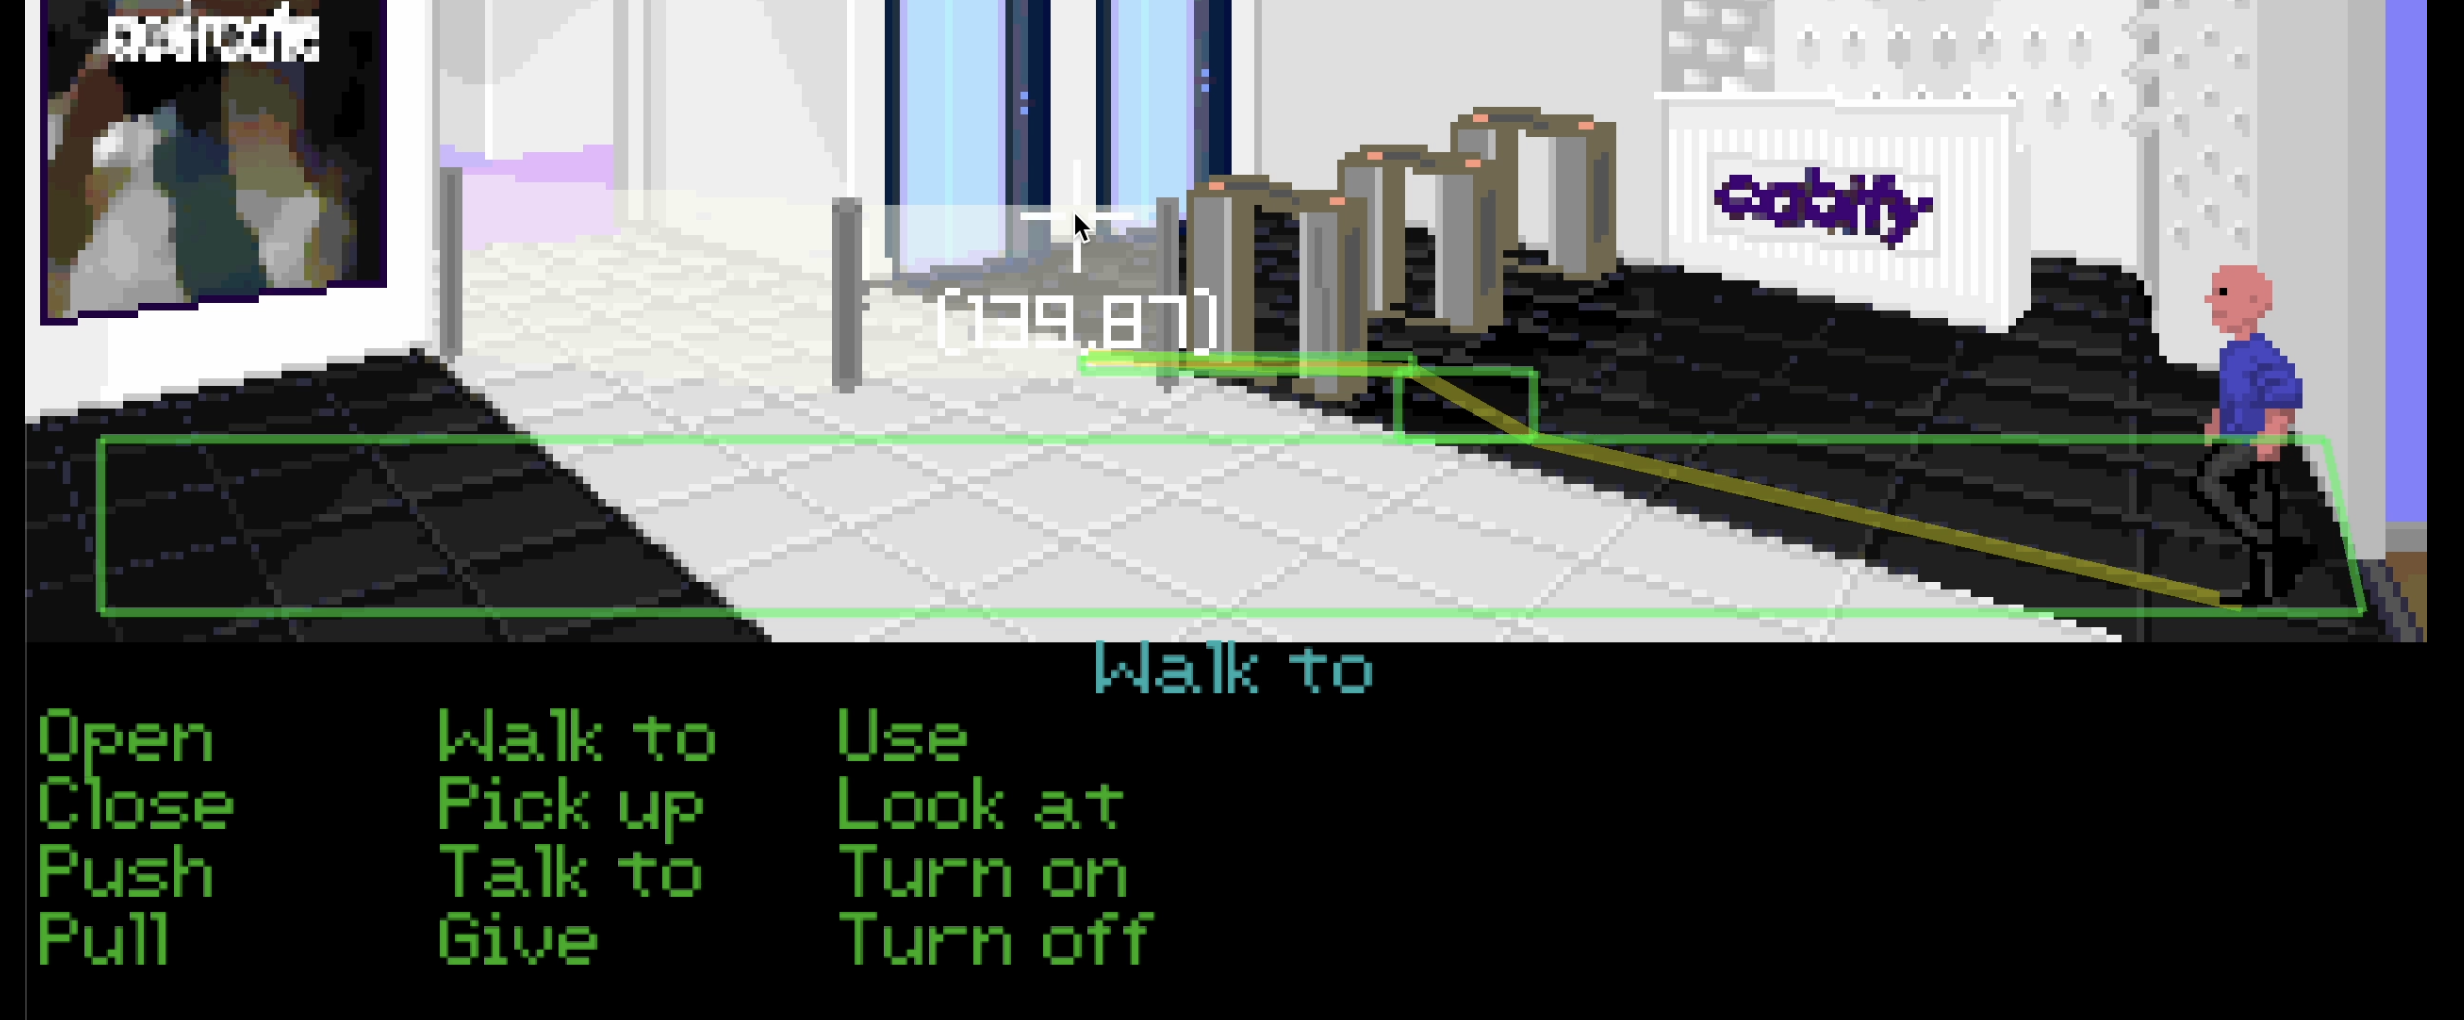 cabify
(139,87)
Walk to
Open Walk to Use
Close Pick up Look at
Push Talk to Turn on
Pull Give Turn off